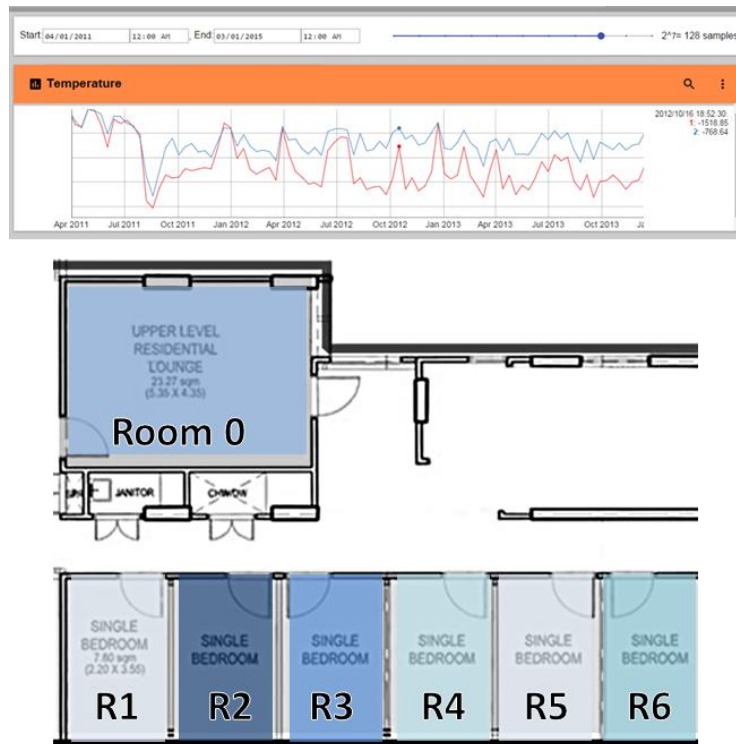 Start: 04/01/2011 12:00 AM , End: 03/01/2015 12:00 AM 2^7= 128 samples
Temperature
2012/10/16 18:52:30:
1: -1518.85
2: -768.64
Apr 2011 Jul 2011 Oct 2011 Jan 2012 Apr 2012 Jul 2012 Oct 2012 Jan 2013 Apr 2013 Jul 2013 Oct 2013
UPPER LEVEL
RESIDENTIAL
LOUNGE
23.27 sqm
(5.35 X 4.35)
Room 0
JANITOR
SINGLE
BEDROOM
7.80 sqm
(2.20 X 3.55)
R1
SINGLE
BEDROOM
R2
SINGLE
BEDROOM
R3
SINGLE
BEDROOM
R4
SINGLE
BEDROOM
R5
SINGLE
BEDROOM
R6